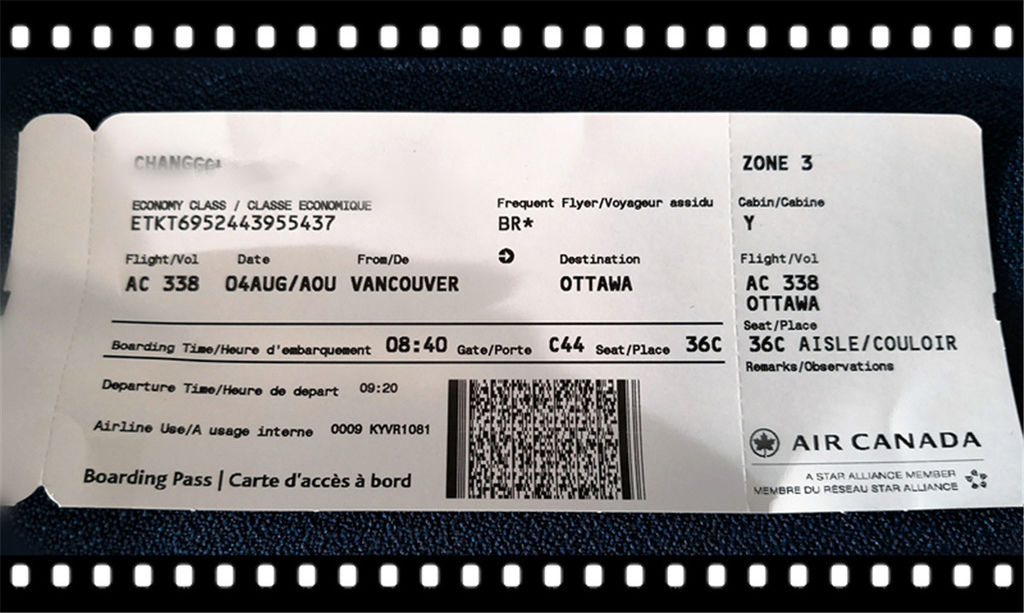 ECONOMY CLASS / CLASSE ECONOMIQUE
ETKT6952443955437
Frequent Flyer/Voyageur assidu
BR*
Flight/Vol Date From/De Destination
AC 338 04AUG/AOU VANCOUVER OTTAWA
Boarding Time/Heure d'embarquement 08:40 Gate/Porte C44 Seat/Place 36C
Departure Time/Heure de depart 09:20
Airline Use/A usage interne 0009 KYVR1081
Boarding Pass | Carte d'accès à bord
ZONE 3
Cabin/Cabine
Y
Flight/Vol
AC 338
OTTAWA
Seat/Place
36C AISLE/COULOIR
Remarks/Observations
AIR CANADA
A STAR ALLIANCE MEMBER
MEMBRE DU RÉSEAU STAR ALLIANCE